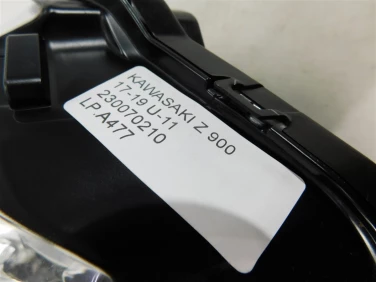 KAWASAKI Z 900
17-19 U-11
230070210
LP.A477